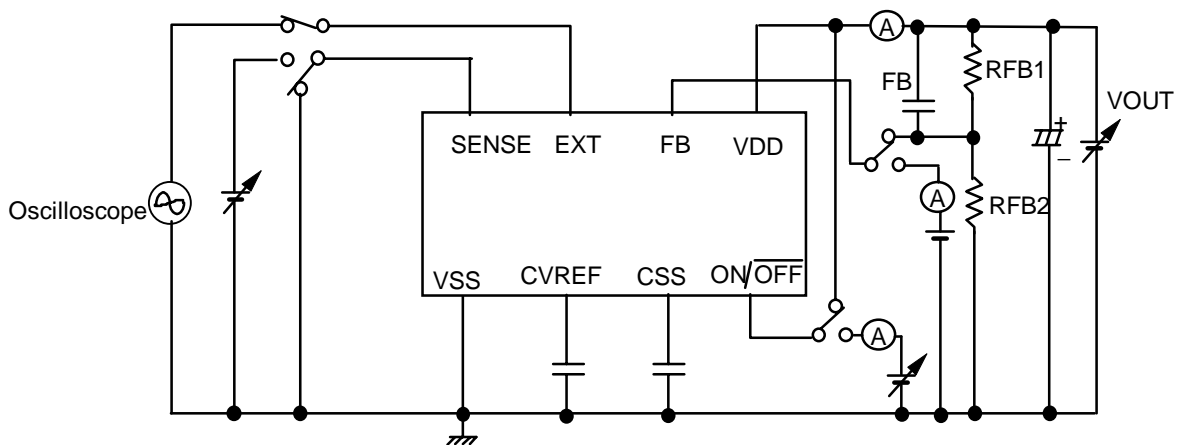 A
FB
RFB1
VOUT
+
–
SENSE EXT FB VDD
A
Oscilloscope
RFB2
VSS CVREF CSS ON/OFF
A